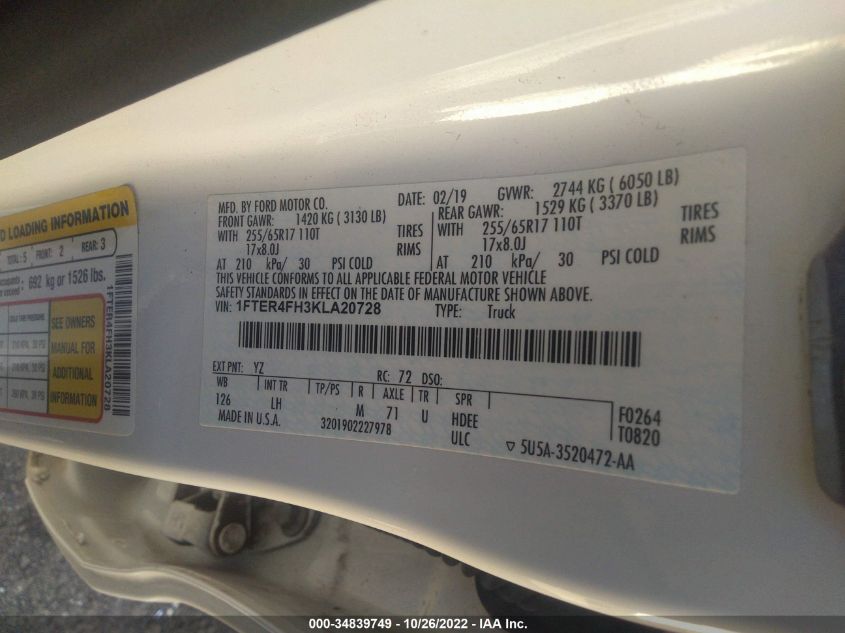 D LOADING INFORMATION
TOTAL: 5 FRONT: 2 REAR: 3
692 kg or 1526 lbs.
COLD TIRE PRESSURE
SEE OWNERS
MANUAL FOR
ADDITIONAL
INFORMATION
1FTER4FH3KLA20728
MFD. BY FORD MOTOR CO. DATE: 02/19 GVWR: 2744 KG ( 6050 LB)
FRONT GAWR: 1420 KG ( 3130 LB) REAR GAWR: 1529 KG ( 3370 LB)
WITH 255/65R17 110T TIRES WITH 255/65R17 110T TIRES
17x8.0J RIMS 17x8.0J RIMS
AT 210 kPa/ 30 PSI COLD AT 210 kPa/ 30 PSI COLD
THIS VEHICLE CONFORMS TO ALL APPLICABLE FEDERAL MOTOR VEHICLE
SAFETY STANDARDS IN EFFECT ON THE DATE OF MANUFACTURE SHOWN ABOVE.
VIN: 1FTER4FH3KLA20728 TYPE: Truck
EXT PNT: YZ RC: 72 DSO:
WB INT TR TP/PS R AXLE TR SPR
126 LH M 71 U HDEE F0264
MADE IN U.S.A. 3201902227978 ULC T0820
▽ 5U5A-3520472-AA
000-34839749 - 10/26/2022 - IAA Inc.